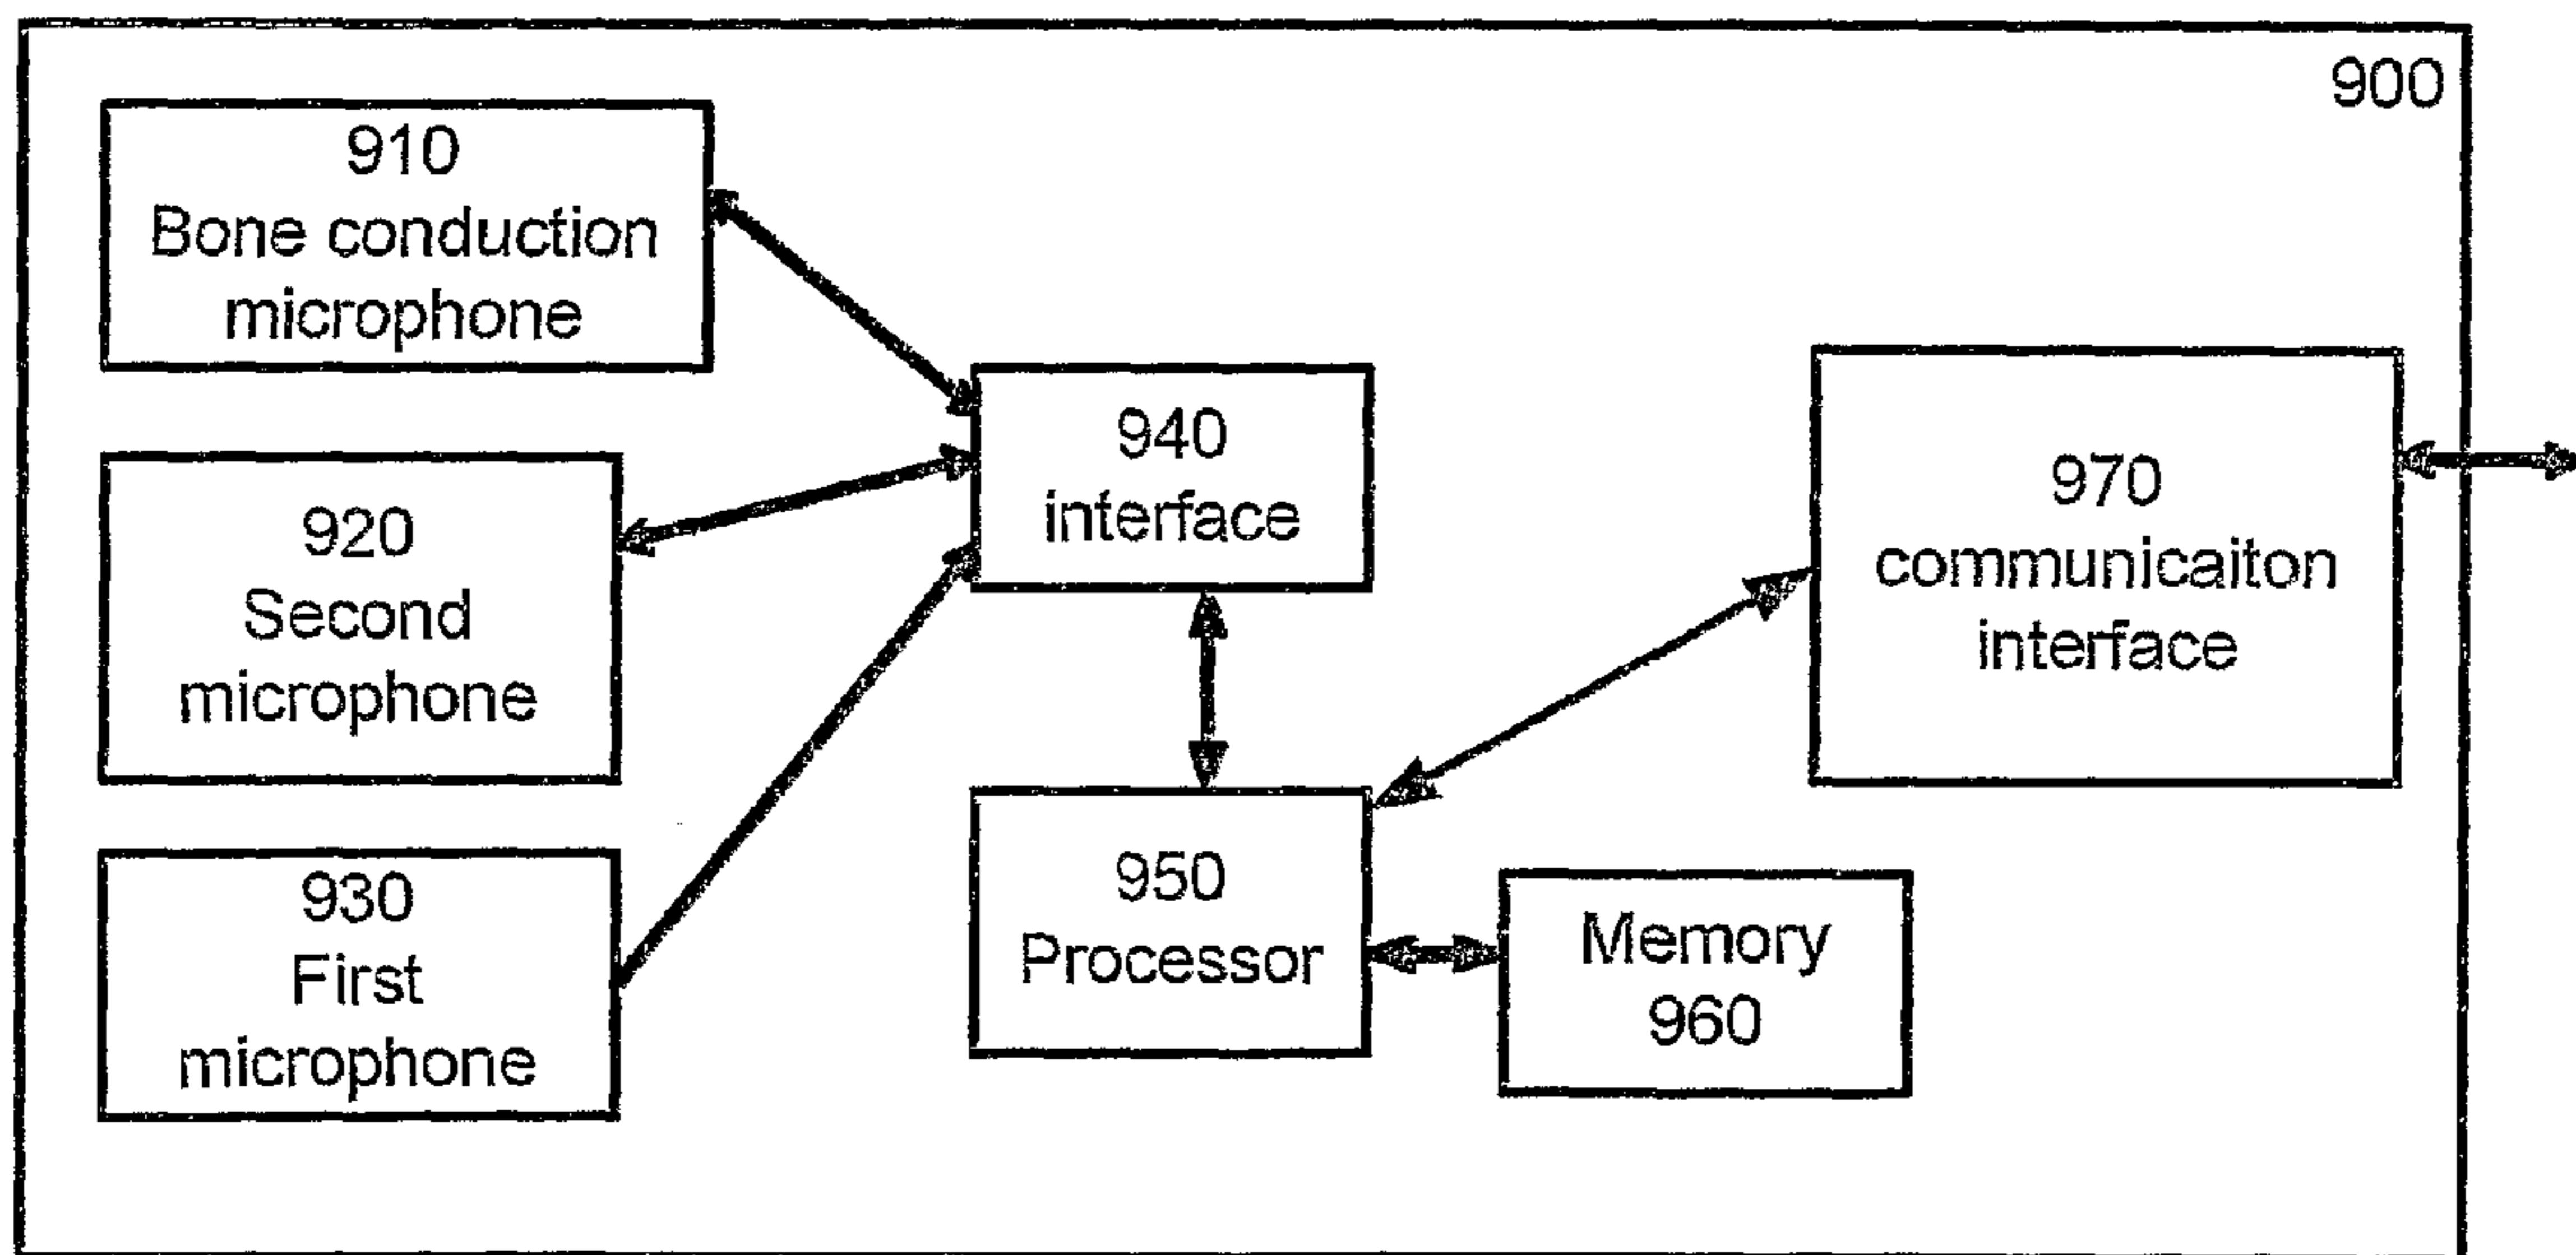 900
910
Bone conduction
microphone
920
Second
microphone
930
First
microphone
940
interface
950
Processor
Memory
960
970
communicaiton
interface